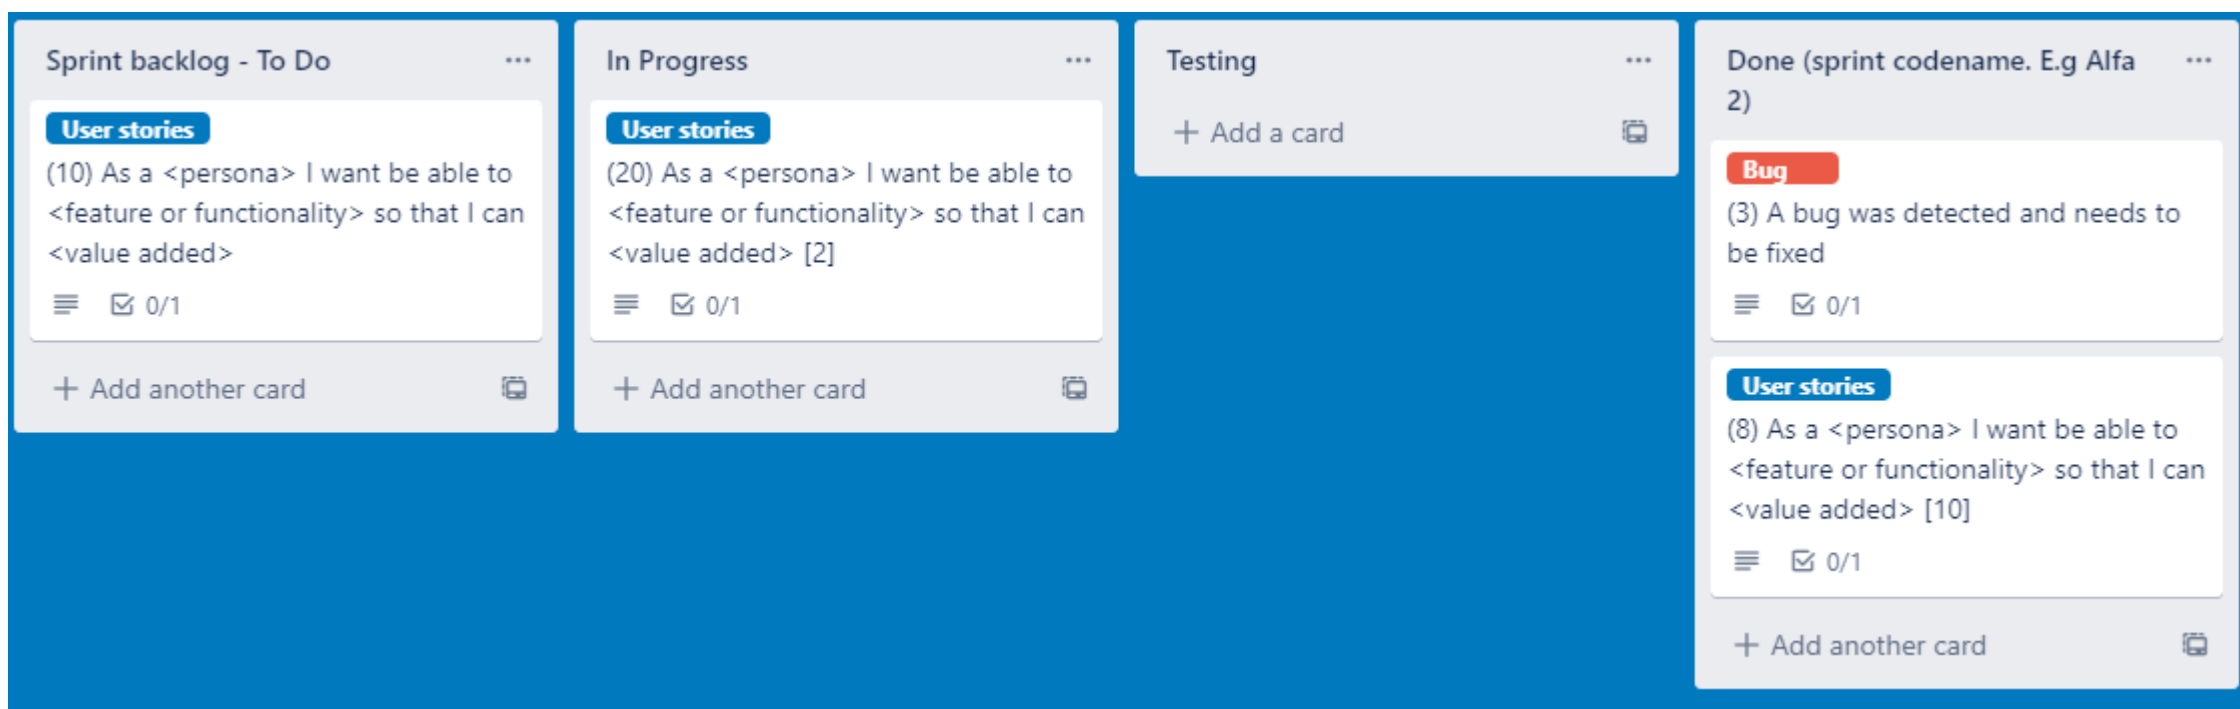 Sprint backlog - To Do
User stories
(10) As a <persona> I want be able to
<feature or functionality> so that I can
<value added>
0/1
+ Add another card
In Progress
User stories
(20) As a <persona> I want be able to
<feature or functionality> so that I can
<value added> [2]
0/1
+ Add another card
Testing
+ Add a card
Done (sprint codename. E.g Alfa
2)
Bug
(3) A bug was detected and needs to
be fixed
0/1
User stories
(8) As a <persona> I want be able to
<feature or functionality> so that I can
<value added> [10]
0/1
+ Add another card